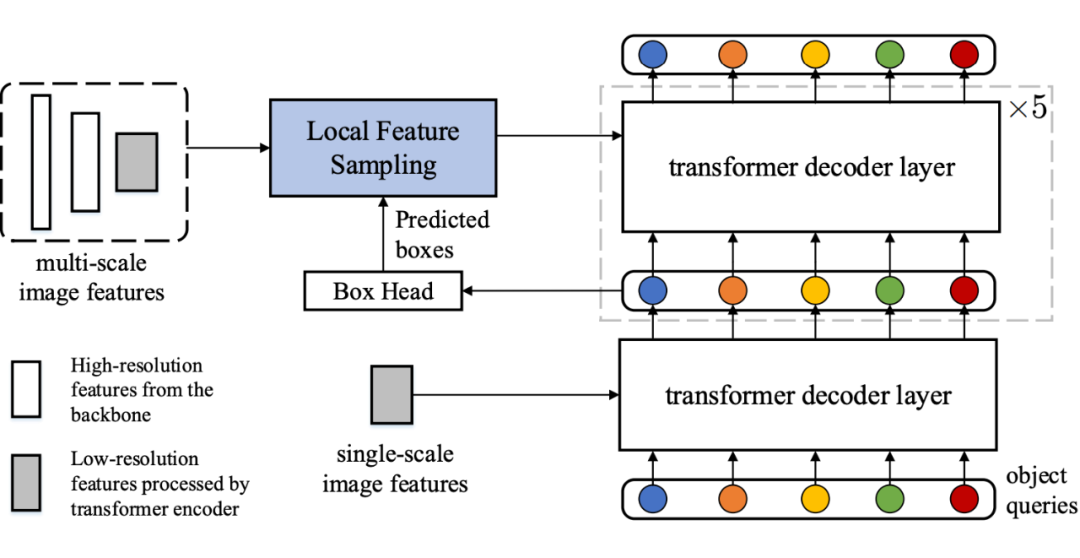 ×5
Local Feature
Sampling
transformer decoder layer
Predicted
boxes
multi-scale
image features
Box Head
High-resolution
features from the
backbone
transformer decoder layer
Low-resolution
features processed by
transformer encoder
single-scale
image features
object
queries